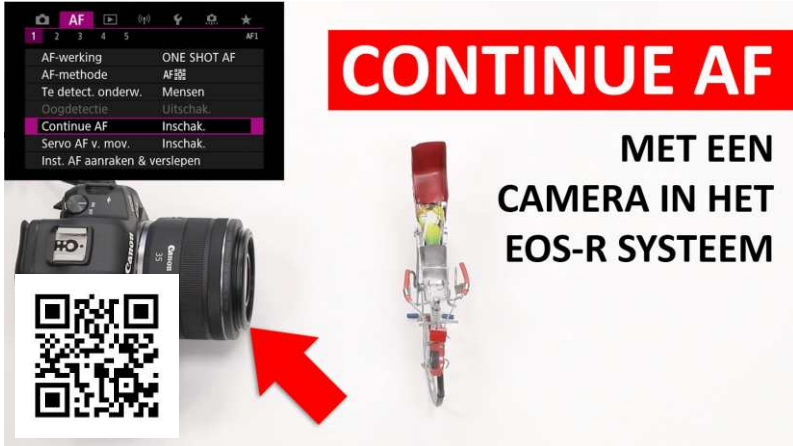 AF
1 2 3 4 5 AF1
AF-werking ONE SHOT AF
AF-methode AF
Te detect. onderw. Mensen
Oogdetectie Uitschak.
Continue AF Inschak.
Servo AF v. mov. Inschak.
Inst. AF aanraken & verslepen
CONTINUE AF
MET EEN
CAMERA IN HET
EOS-R SYSTEEM
Canon
Canon
35